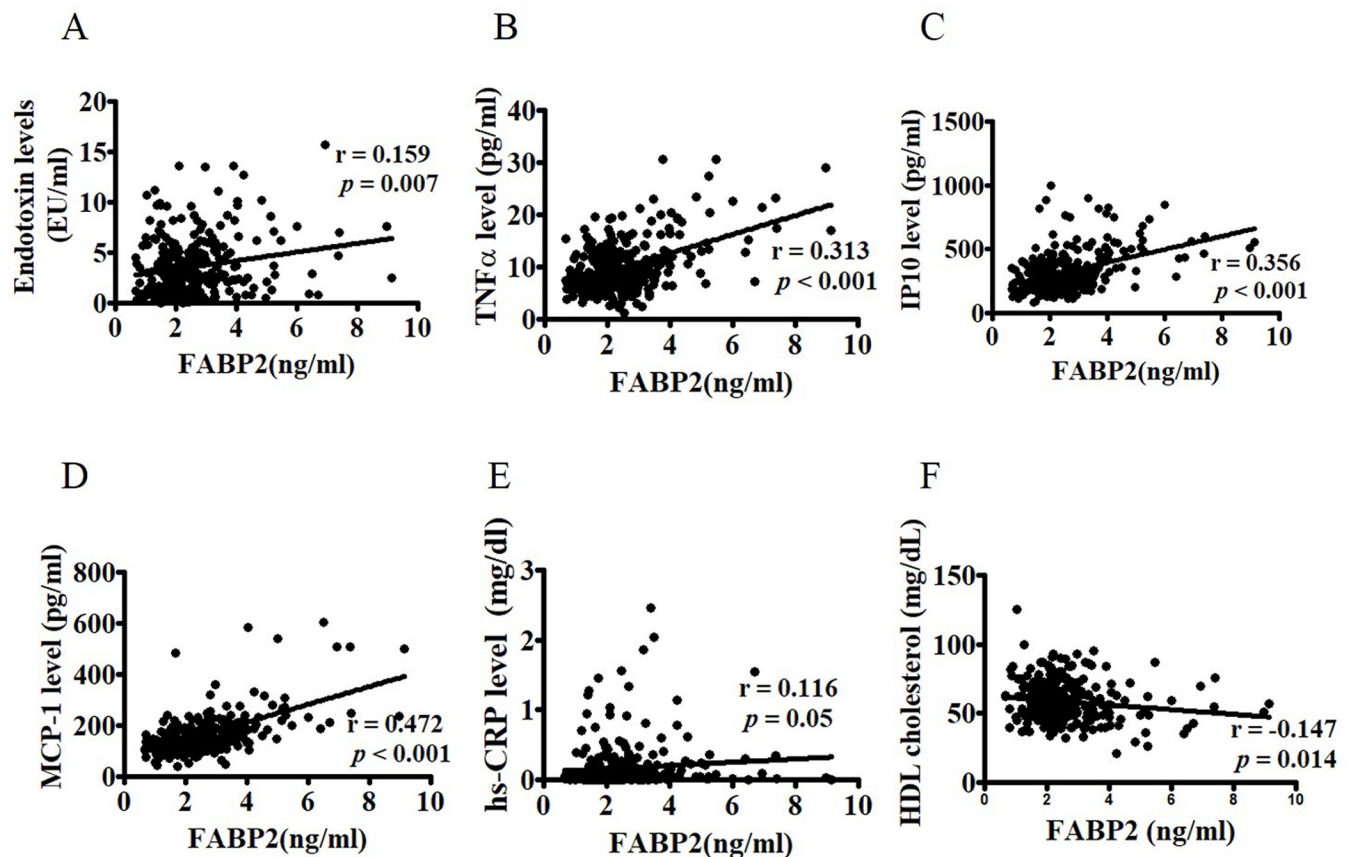 A
Endotoxin levels
(EU/ml)
20
15
10
5
0
r = 0.159
p = 0.007
0 2 4 6 8 10
FABP2(ng/ml)
B
TNFα level (pg/ml)
40
30
20
10
0
r = 0.313
p < 0.001
0 2 4 6 8 10
FABP2(ng/ml)
C
IP10 level (pg/ml)
1500
1000
500
0
r = 0.356
p < 0.001
0 2 4 6 8 10
FABP2(ng/ml)
D
MCP-1 level (pg/ml)
800
600
400
200
0
r = 0.472
p < 0.001
0 2 4 6 8 10
FABP2(ng/ml)
E
hs-CRP level (mg/dl)
3
2
1
0
r = 0.116
p = 0.05
0 2 4 6 8 10
FABP2(ng/ml)
F
HDL cholesterol (mg/dL)
150
100
50
0
r = -0.147
p = 0.014
0 2 4 6 8 10
FABP2 (ng/ml)